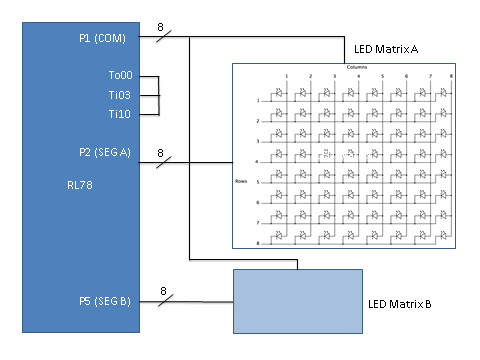 P1 (COM)
8
LED Matrix A
Columns
1 2 3 4 5 6 7 8
To00
Ti03
Ti10
P2 (SEG A)
8
RL78
Rows
1
2
3
4
5
6
7
8
P5 (SEG B)
8
LED Matrix B